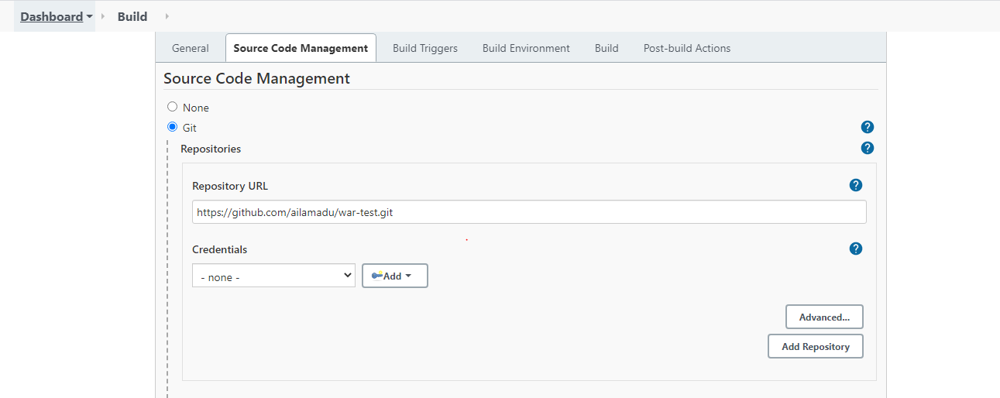 Dashboard Build
General Source Code Management Build Triggers Build Environment Build Post-build Actions
Source Code Management
None
Git ?
Repositories ?
Repository URL ?
https://github.com/ailamadu/war-test.git
Credentials ?
- none - Add
Advanced...
Add Repository